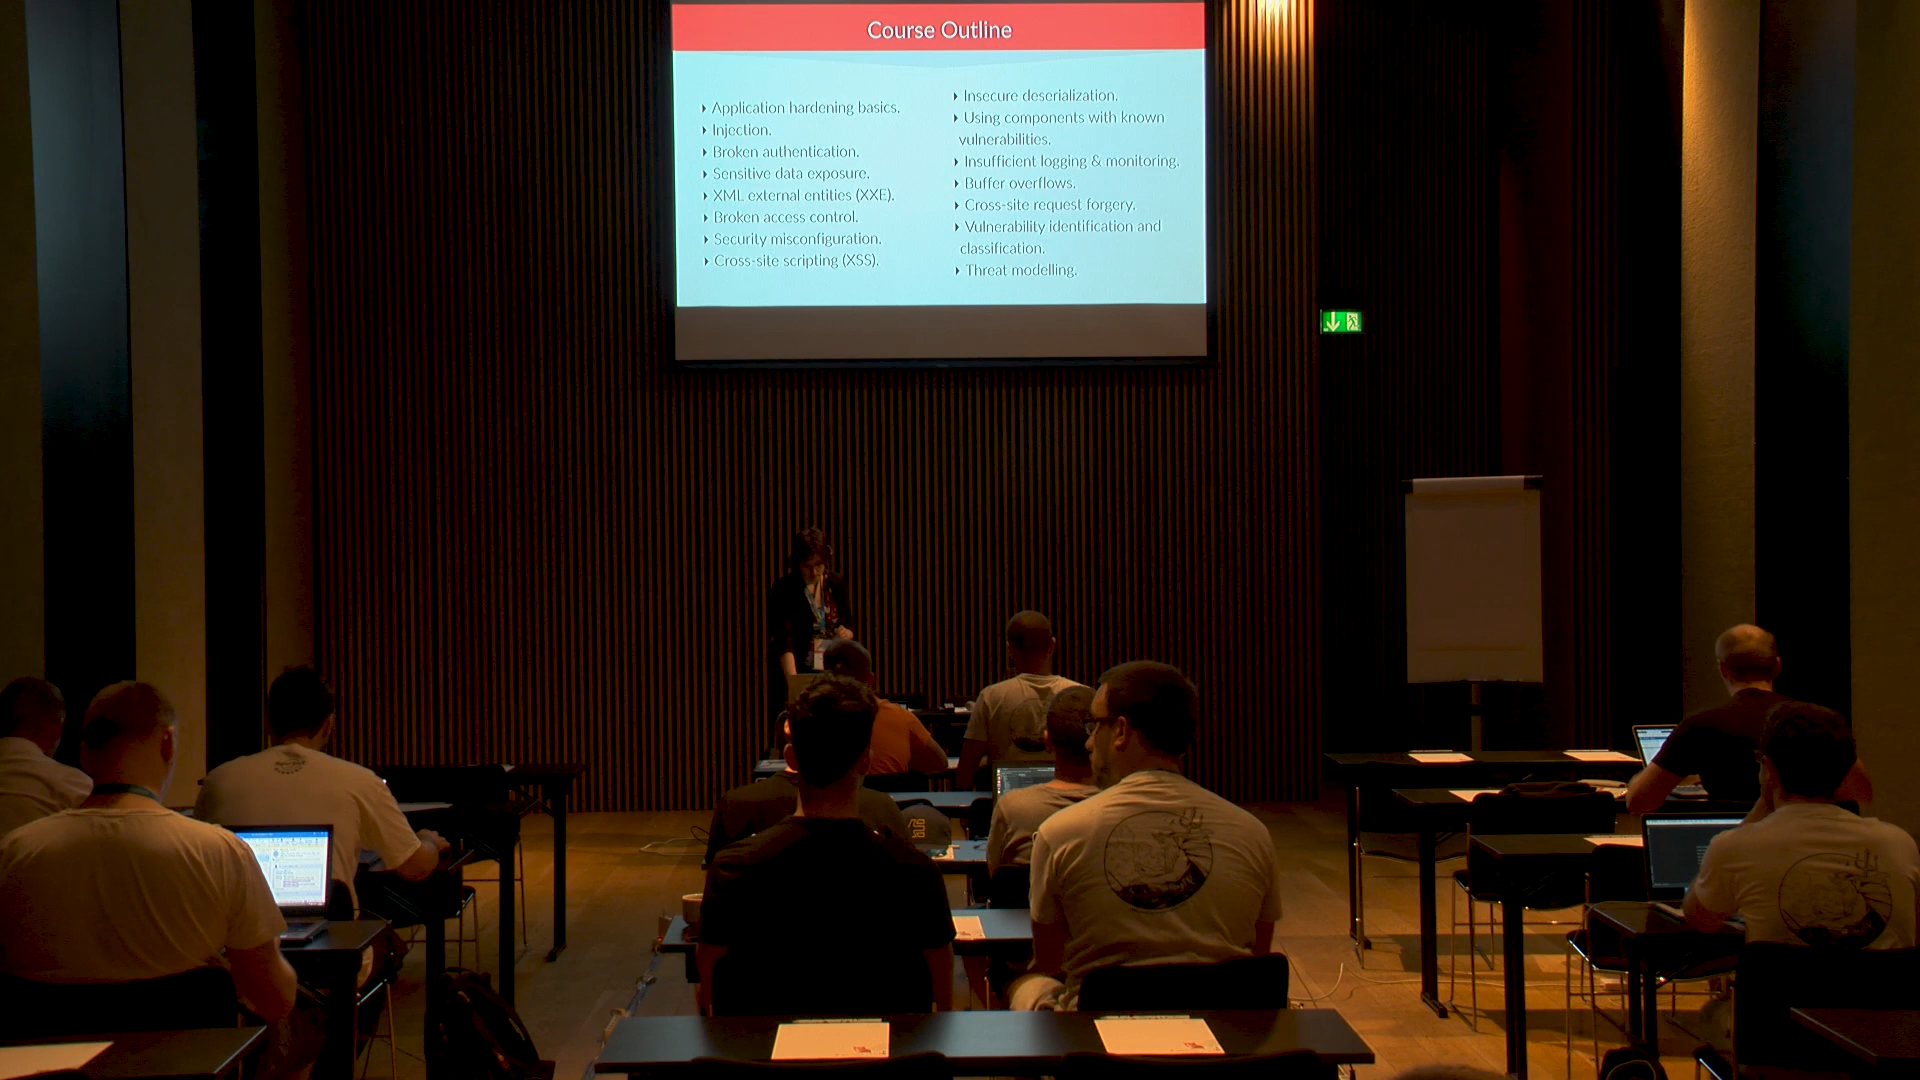 Course Outline
‣ Application hardening basics.
‣ Injection.
‣ Broken authentication.
‣ Sensitive data exposure.
‣ XML external entities (XXE).
‣ Broken access control.
‣ Security misconfiguration.
‣ Cross-site scripting (XSS).
‣ Insecure deserialization.
‣ Using components with known
vulnerabilities.
‣ Insufficient logging & monitoring.
‣ Buffer overflows.
‣ Cross-site request forgery.
‣ Vulnerability identification and
classification.
‣ Threat modelling.